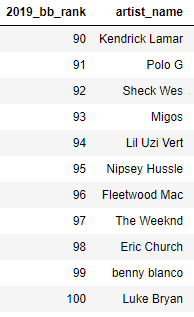 2019_bb_rank artist_name
90 Kendrick Lamar
91 Polo G
92 Sheck Wes
93 Migos
94 Lil Uzi Vert
95 Nipsey Hussle
96 Fleetwood Mac
97 The Weeknd
98 Eric Church
99 benny blanco
100 Luke Bryan